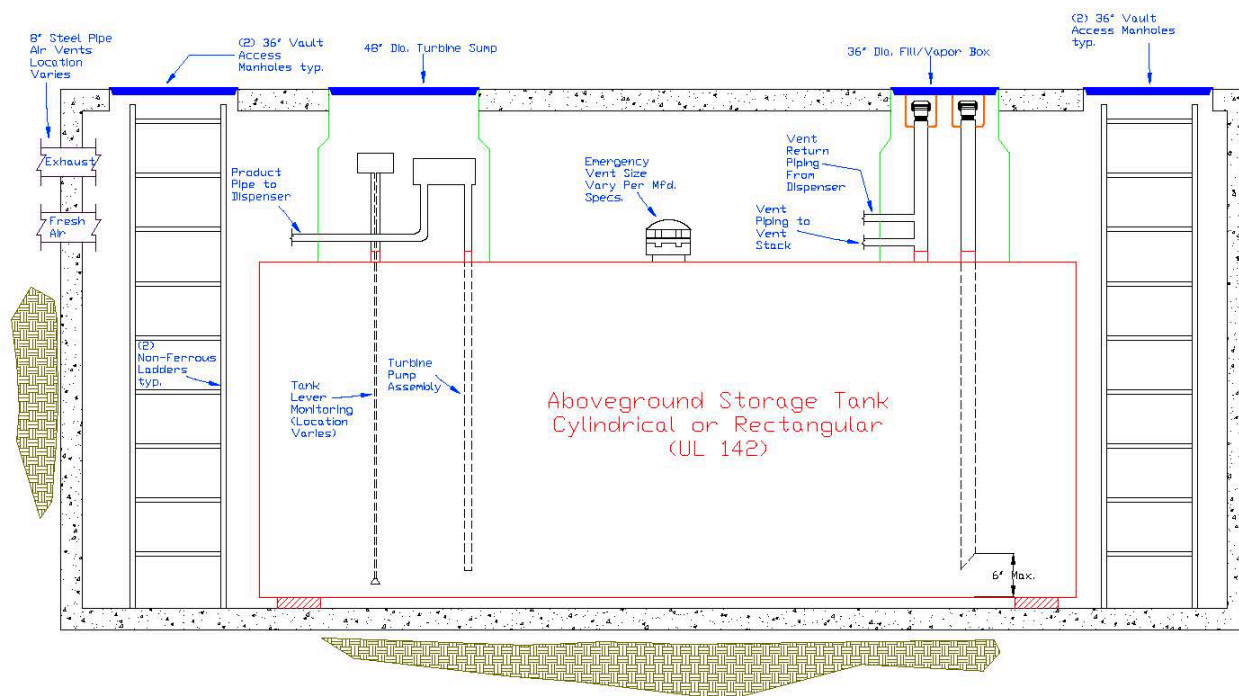 8" Steel Pipe
Air Vents
Location
Varies
(2) 36" Vault
Access
Manholes typ.
48" Dia. Turbine Sump
36" Dia. Fill/Vapor Box
(2) 36" Vault
Access Manholes
typ.
Exhaust
Fresh
Air
Product
Pipe to
Dispenser
Emergency
Vent Size
Vary Per Mfd.
Specs.
Vent
Return
Piping
From
Dispenser
Vent
Piping to
Vent
Stack
(2)
Non-Ferrous
Ladders
typ.
Tank
Lever
Monitoring
(Location
Varies)
Turbine
Pump
Assembly
Aboveground Storage Tank
Cylindrical or Rectangular
(UL 142)
6" Max.